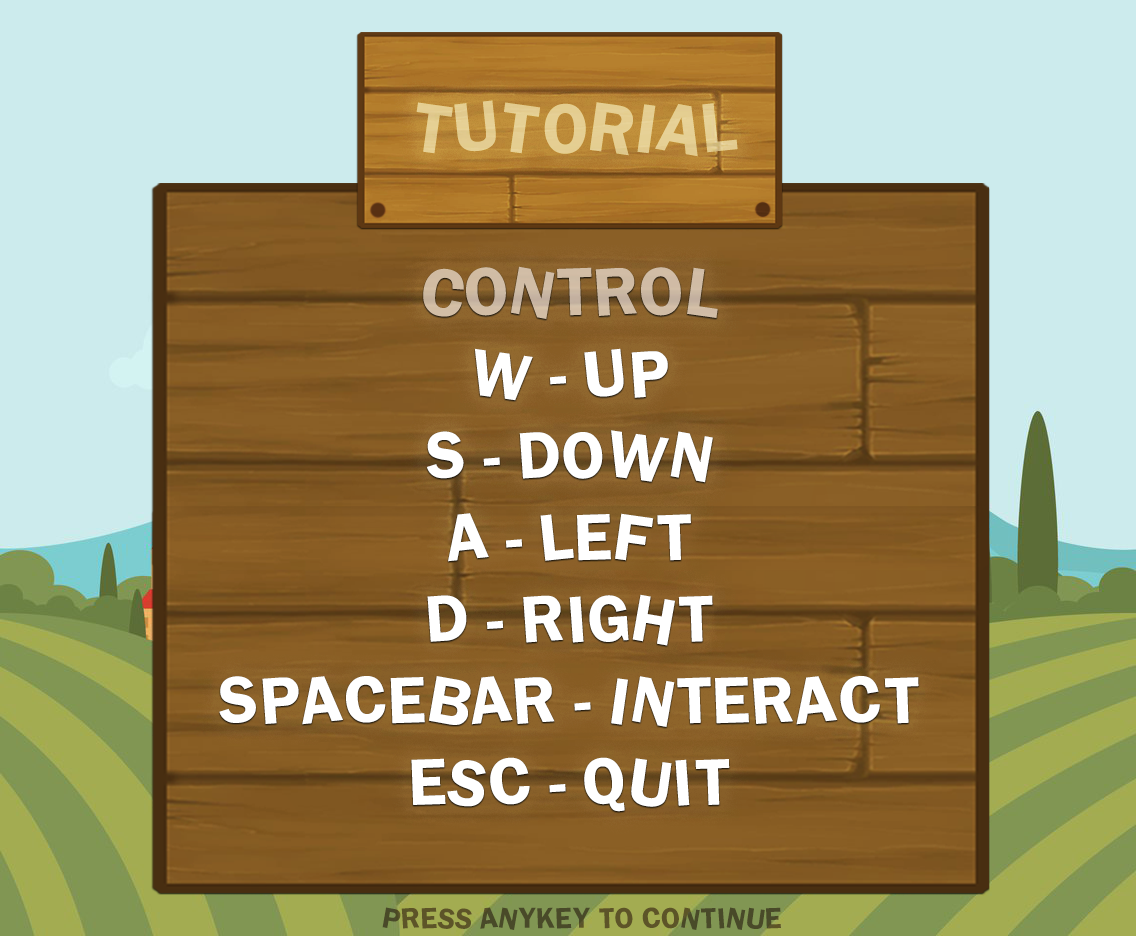 TUTORIAL
CONTROL
W - UP
S - DOWN
A - LEFT
D - RIGHT
SPACEBAR - INTERACT
ESC - QUIT
PRESS ANYKEY TO CONTINUE